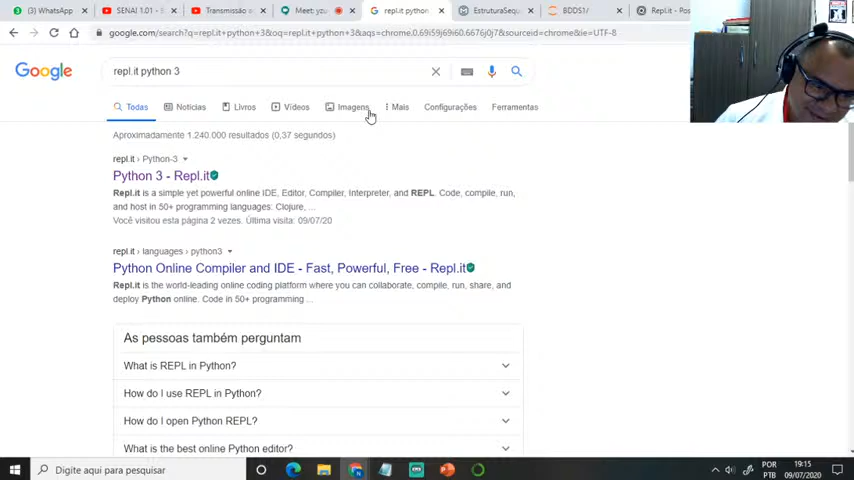 (3) WhatsApp
SENAI 1.01 -
Transmissão
Meet: yzu
repl.it python
EstruturaSequ
BDDS1/
Repl.it - Pos
google.com/search?q=repl.it+python+3&oq=repl.it+python+3&aqs=chrome.0.69i59j69i60.6676j0j7&sourceid=chrome&ie=UTF-8
Google
repl.it python 3
Todas
Notícias
Livros
Vídeos
Imagens
Mais
Configurações
Ferramentas
Aproximadamente 1.240.000 resultados (0,37 segundos)
repl.it › Python-3
Python 3 - Repl.it
Repl.it is a simple yet powerful online IDE, Editor, Compiler, Interpreter, and REPL. Code, compile, run,
and host in 50+ programming languages: Clojure, ...
Você visitou esta página 2 vezes. Última visita: 09/07/20
repl.it › languages › python3
Python Online Compiler and IDE - Fast, Powerful, Free - Repl.it
Repl.it is the world-leading online coding platform where you can collaborate, compile, run, share, and
deploy Python online. Code in 50+ programming ...
As pessoas também perguntam
What is REPL in Python?
How do I use REPL in Python?
How do I open Python REPL?
What is the best online Python editor?
Digite aqui para pesquisar
POR
PTB
19:15
09/07/2020